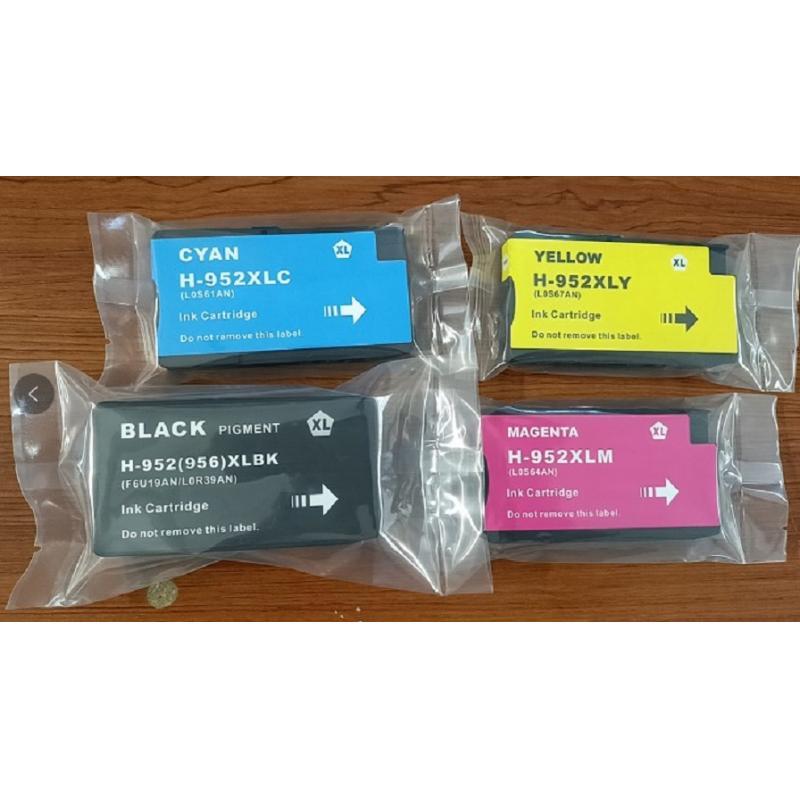 CYAN
XL
H-952XLC
(L0S61AN)
Ink Cartridge
Do not remove this label.
YELLOW
XL
H-952XLY
(L0S67AN)
Ink Cartridge
Do not remove this label.
BLACK PIGMENT
XL
H-952(956)XLBK
(F6U19AN/L0R39AN)
Ink Cartridge
Do not remove this label.
MAGENTA
XL
H-952XLM
(L0S64AN)
Ink Cartridge
Do not remove this label.